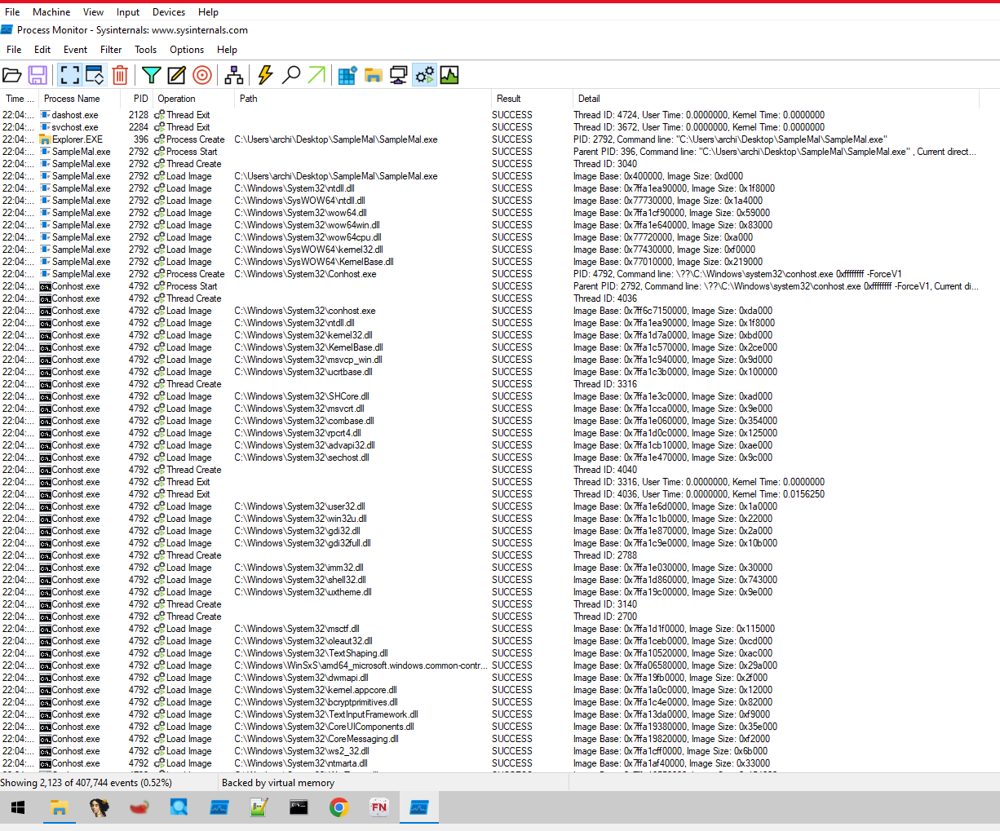 File Machine View Input Devices Help
Process Monitor - Sysinternals: www.sysinternals.com
File Edit Event Filter Tools Options Help
Time ... Process Name PID Operation Path Result Detail
22:04:... dashost.exe 2128 Thread Exit SUCCESS Thread ID: 4724, User Time: 0.0000000, Kernel Time: 0.0000000
22:04:... svchost.exe 2284 Thread Exit SUCCESS Thread ID: 3672, User Time: 0.0000000, Kernel Time: 0.0000000
22:04:... Explorer.EXE 396 Process Create C:\Users\archi\Desktop\SampleMal\SampleMal.exe SUCCESS PID: 2792, Command line: "C:\Users\archi\Desktop\SampleMal\SampleMal.exe"
22:04:... SampleMal.exe 2792 Process Start SUCCESS Parent PID: 396, Command line: "C:\Users\archi\Desktop\SampleMal\SampleMal.exe" , Current direct...
22:04:... SampleMal.exe 2792 Thread Create SUCCESS Thread ID: 3040
22:04:... SampleMal.exe 2792 Load Image C:\Users\archi\Desktop\SampleMal\SampleMal.exe SUCCESS Image Base: 0x400000, Image Size: 0xd000
22:04:... SampleMal.exe 2792 Load Image C:\Windows\System32\ntdll.dll SUCCESS Image Base: 0x7ffa1ea90000, Image Size: 0x1f8000
22:04:... SampleMal.exe 2792 Load Image C:\Windows\SysWOW64\ntdll.dll SUCCESS Image Base: 0x77730000, Image Size: 0x1a4000
22:04:... SampleMal.exe 2792 Load Image C:\Windows\System32\wow64.dll SUCCESS Image Base: 0x7ffa1cf90000, Image Size: 0x59000
22:04:... SampleMal.exe 2792 Load Image C:\Windows\System32\wow64win.dll SUCCESS Image Base: 0x7ffa1e640000, Image Size: 0x83000
22:04:... SampleMal.exe 2792 Load Image C:\Windows\System32\wow64cpu.dll SUCCESS Image Base: 0x77720000, Image Size: 0xa000
22:04:... SampleMal.exe 2792 Load Image C:\Windows\SysWOW64\kernel32.dll SUCCESS Image Base: 0x77430000, Image Size: 0xf0000
22:04:... SampleMal.exe 2792 Load Image C:\Windows\SysWOW64\KernelBase.dll SUCCESS Image Base: 0x77010000, Image Size: 0x219000
22:04:... SampleMal.exe 2792 Process Create C:\Windows\System32\Conhost.exe SUCCESS PID: 4792, Command line: \??\C:\Windows\system32\conhost.exe 0xffffffff -ForceV1
22:04:... Conhost.exe 4792 Process Start SUCCESS Parent PID: 2792, Command line: \??\C:\Windows\system32\conhost.exe 0xffffffff -ForceV1, Current di...
22:04:... Conhost.exe 4792 Thread Create SUCCESS Thread ID: 4036
22:04:... Conhost.exe 4792 Load Image C:\Windows\System32\conhost.exe SUCCESS Image Base: 0x7ff6c7150000, Image Size: 0xda000
22:04:... Conhost.exe 4792 Load Image C:\Windows\System32\ntdll.dll SUCCESS Image Base: 0x7ffa1ea90000, Image Size: 0x1f8000
22:04:... Conhost.exe 4792 Load Image C:\Windows\System32\kernel32.dll SUCCESS Image Base: 0x7ffa1d7a0000, Image Size: 0xbd000
22:04:... Conhost.exe 4792 Load Image C:\Windows\System32\KernelBase.dll SUCCESS Image Base: 0x7ffa1c570000, Image Size: 0x2ce000
22:04:... Conhost.exe 4792 Load Image C:\Windows\System32\msvcp_win.dll SUCCESS Image Base: 0x7ffa1c940000, Image Size: 0x9d000
22:04:... Conhost.exe 4792 Load Image C:\Windows\System32\ucrtbase.dll SUCCESS Image Base: 0x7ffa1c3b0000, Image Size: 0x100000
22:04:... Conhost.exe 4792 Thread Create SUCCESS Thread ID: 3316
22:04:... Conhost.exe 4792 Load Image C:\Windows\System32\SHCore.dll SUCCESS Image Base: 0x7ffa1e3c0000, Image Size: 0xad000
22:04:... Conhost.exe 4792 Load Image C:\Windows\System32\msvcrt.dll SUCCESS Image Base: 0x7ffa1cca0000, Image Size: 0x9e000
22:04:... Conhost.exe 4792 Load Image C:\Windows\System32\combase.dll SUCCESS Image Base: 0x7ffa1e060000, Image Size: 0x354000
22:04:... Conhost.exe 4792 Load Image C:\Windows\System32\rpcrt4.dll SUCCESS Image Base: 0x7ffa1d0c0000, Image Size: 0x125000
22:04:... Conhost.exe 4792 Load Image C:\Windows\System32\advapi32.dll SUCCESS Image Base: 0x7ffa1cb10000, Image Size: 0xae000
22:04:... Conhost.exe 4792 Load Image C:\Windows\System32\sechost.dll SUCCESS Image Base: 0x7ffa1e470000, Image Size: 0x9c000
22:04:... Conhost.exe 4792 Thread Create SUCCESS Thread ID: 4040
22:04:... Conhost.exe 4792 Thread Exit SUCCESS Thread ID: 3316, User Time: 0.0000000, Kernel Time: 0.0000000
22:04:... Conhost.exe 4792 Thread Exit SUCCESS Thread ID: 4036, User Time: 0.0000000, Kernel Time: 0.0156250
22:04:... Conhost.exe 4792 Load Image C:\Windows\System32\user32.dll SUCCESS Image Base: 0x7ffa1e6d0000, Image Size: 0x1a0000
22:04:... Conhost.exe 4792 Load Image C:\Windows\System32\win32u.dll SUCCESS Image Base: 0x7ffa1c1b0000, Image Size: 0x22000
22:04:... Conhost.exe 4792 Load Image C:\Windows\System32\gdi32.dll SUCCESS Image Base: 0x7ffa1e870000, Image Size: 0x2a000
22:04:... Conhost.exe 4792 Load Image C:\Windows\System32\gdi32full.dll SUCCESS Image Base: 0x7ffa1c9e0000, Image Size: 0x10b000
22:04:... Conhost.exe 4792 Thread Create SUCCESS Thread ID: 2788
22:04:... Conhost.exe 4792 Load Image C:\Windows\System32\imm32.dll SUCCESS Image Base: 0x7ffa1e030000, Image Size: 0x30000
22:04:... Conhost.exe 4792 Load Image C:\Windows\System32\shell32.dll SUCCESS Image Base: 0x7ffa1d860000, Image Size: 0x743000
22:04:... Conhost.exe 4792 Load Image C:\Windows\System32\uxtheme.dll SUCCESS Image Base: 0x7ffa19c00000, Image Size: 0x9e000
22:04:... Conhost.exe 4792 Thread Create SUCCESS Thread ID: 3140
22:04:... Conhost.exe 4792 Thread Create SUCCESS Thread ID: 2700
22:04:... Conhost.exe 4792 Load Image C:\Windows\System32\msctf.dll SUCCESS Image Base: 0x7ffa1d1f0000, Image Size: 0x115000
22:04:... Conhost.exe 4792 Load Image C:\Windows\System32\oleaut32.dll SUCCESS Image Base: 0x7ffa1ceb0000, Image Size: 0xcd000
22:04:... Conhost.exe 4792 Load Image C:\Windows\System32\TextShaping.dll SUCCESS Image Base: 0x7ffa10520000, Image Size: 0xac000
22:04:... Conhost.exe 4792 Load Image C:\Windows\WinSxS\amd64_microsoft.windows.common-contr... SUCCESS Image Base: 0x7ffa06580000, Image Size: 0x29a000
22:04:... Conhost.exe 4792 Load Image C:\Windows\System32\dwmapi.dll SUCCESS Image Base: 0x7ffa19fb0000, Image Size: 0x2f000
22:04:... Conhost.exe 4792 Load Image C:\Windows\System32\kernel.appcore.dll SUCCESS Image Base: 0x7ffa1a0c0000, Image Size: 0x12000
22:04:... Conhost.exe 4792 Load Image C:\Windows\System32\bcryptprimitives.dll SUCCESS Image Base: 0x7ffa1c4e0000, Image Size: 0x82000
22:04:... Conhost.exe 4792 Load Image C:\Windows\System32\TextInputFramework.dll SUCCESS Image Base: 0x7ffa13da0000, Image Size: 0xf9000
22:04:... Conhost.exe 4792 Load Image C:\Windows\System32\CoreUIComponents.dll SUCCESS Image Base: 0x7ffa19380000, Image Size: 0x35e000
22:04:... Conhost.exe 4792 Load Image C:\Windows\System32\CoreMessaging.dll SUCCESS Image Base: 0x7ffa19820000, Image Size: 0xf2000
22:04:... Conhost.exe 4792 Load Image C:\Windows\System32\ws2_32.dll SUCCESS Image Base: 0x7ffa1cff0000, Image Size: 0x6b000
22:04:... Conhost.exe 4792 Load Image C:\Windows\System32\ntmarta.dll SUCCESS Image Base: 0x7ffa1af40000, Image Size: 0x33000
Showing 2,123 of 407,744 events (0.52%) Backed by virtual memory
FN